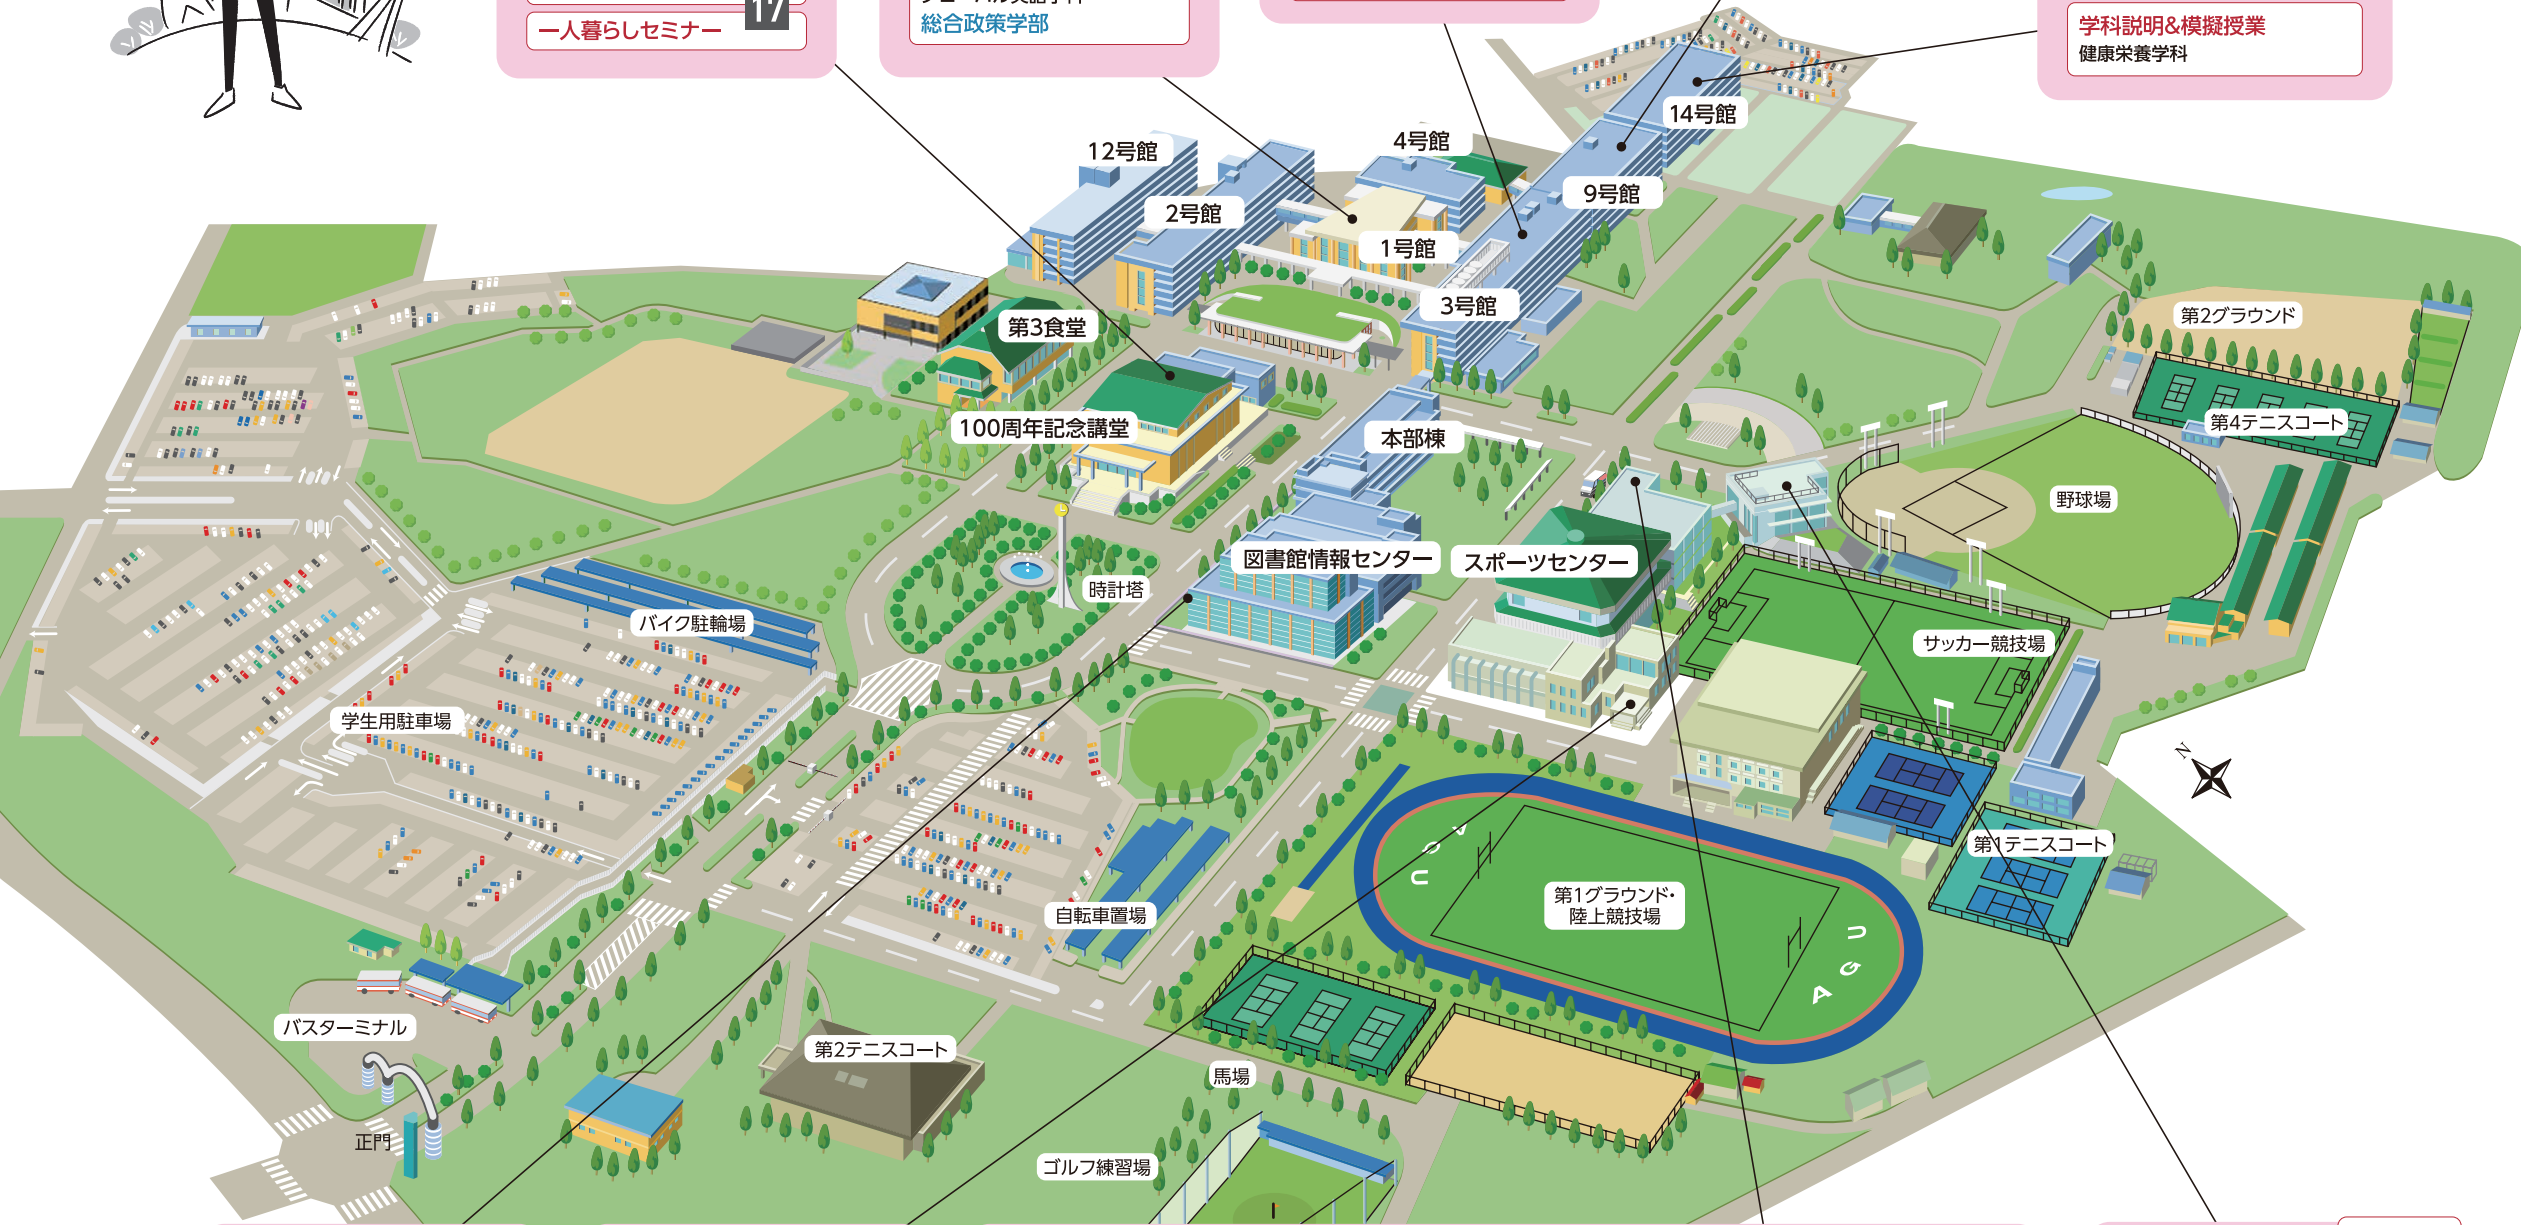 一人暮らしセミナー
17
総合政策学部
学科説明&模擬授業
健康栄養学科
14号館
4号館
12号館
9号館
2号館
1号館
3号館
第3食堂
第2グラウンド
100周年記念講堂
本部棟
第4テニスコート
野球場
図書館情報センター
スポーツセンター
時計塔
バイク駐輪場
サッカー競技場
学生用駐車場
N
第1テニスコート
第1グラウンド・
陸上競技場
自転車置場
U G A
バスターミナル
第2テニスコート
馬場
正門
ゴルフ練習場